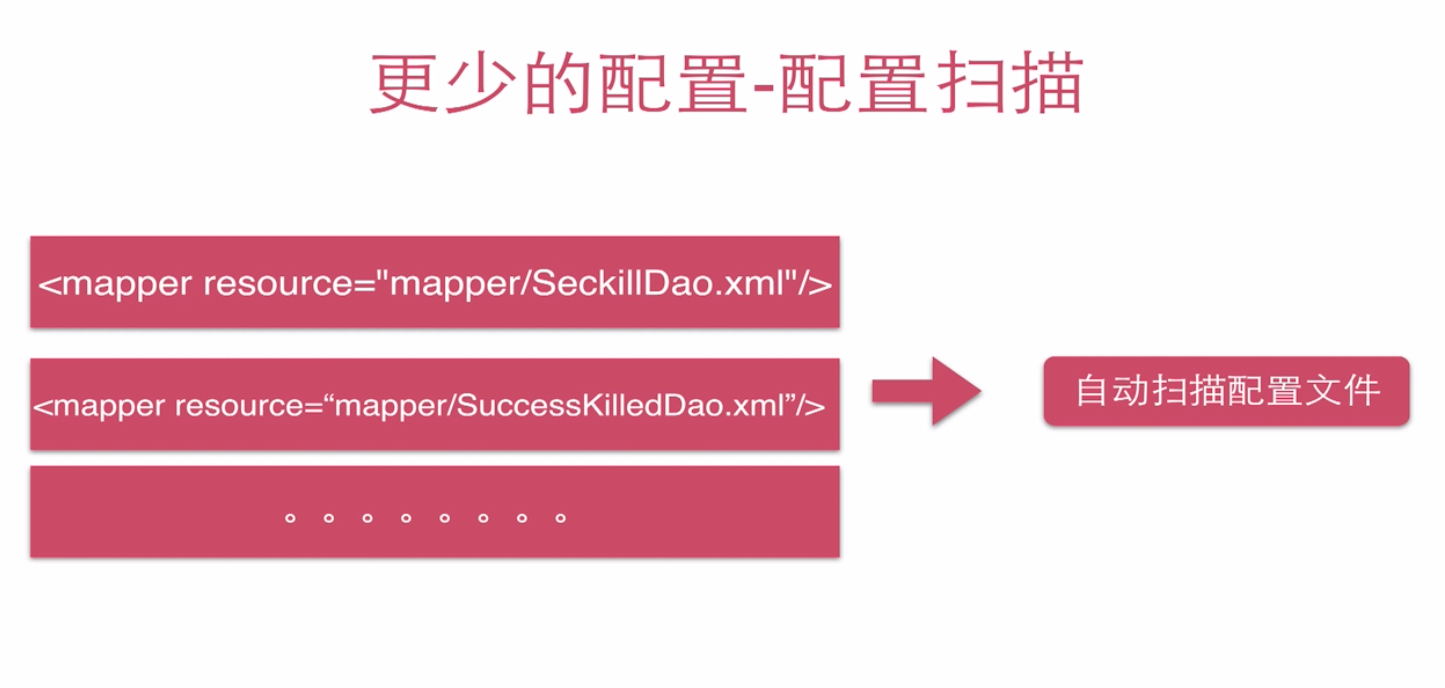 更少的配置-配置扫描
<mapper resource="mapper/SeckillDao.xml"/>
<mapper resource=“mapper/SuccessKilledDao.xml”/>
自动扫描配置文件
。。。。。。。。